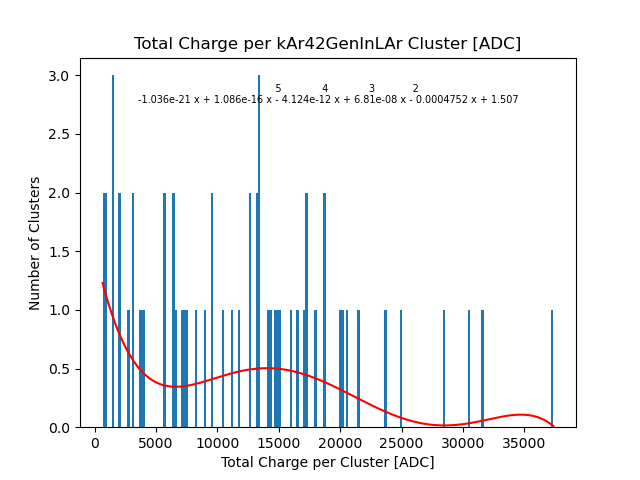 Total Charge per kAr42GenInLAr Cluster [ADC]
5 4 3 2
-1.036e-21 x + 1.086e-16 x - 4.124e-12 x + 6.81e-08 x - 0.0004752 x + 1.507
3.0
2.5
2.0
1.5
1.0
0.5
0.0
Number of Clusters
0 5000 10000 15000 20000 25000 30000 35000
Total Charge per Cluster [ADC]